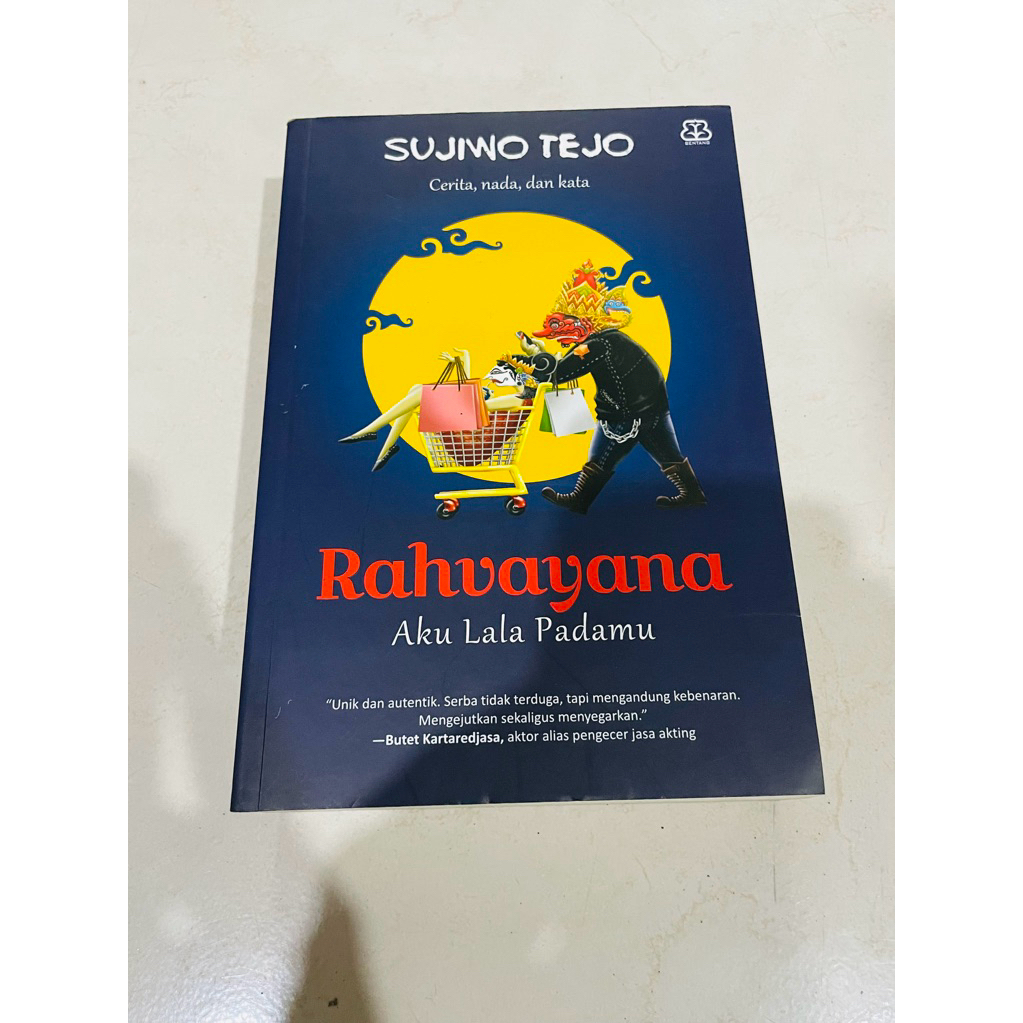 SUJIWO TEJO
BENTANG
Cerita, nada, dan kata
Rahvayana
Aku Lala Padamu
“Unik dan autentik. Serba tidak terduga, tapi mengandung kebenaran.
Mengejutkan sekaligus menyegarkan.”
—Butet Kartaredjasa, aktor alias pengecer jasa akting